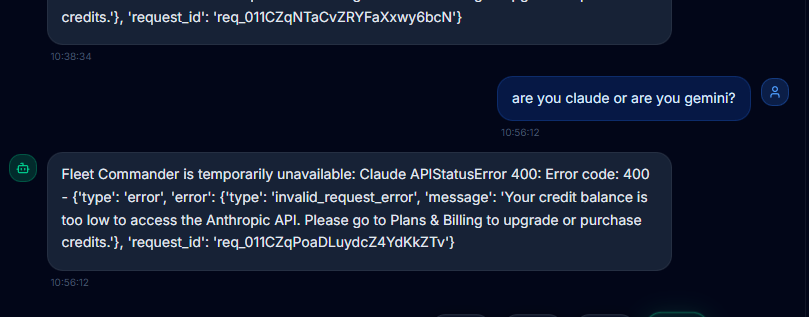 credits.'}, 'request_id': 'req_011CZqNTaCvZRYFaXxwy6bcN'}
10:38:34
are you claude or are you gemini?
10:56:12
Fleet Commander is temporarily unavailable: Claude APIStatusError 400: Error code: 400
- {'type': 'error', 'error': {'type': 'invalid_request_error', 'message': 'Your credit balance is
too low to access the Anthropic API. Please go to Plans & Billing to upgrade or purchase
credits.'}, 'request_id': 'req_011CZqPoaDLuydcZ4YdKkZTv'}
10:56:12